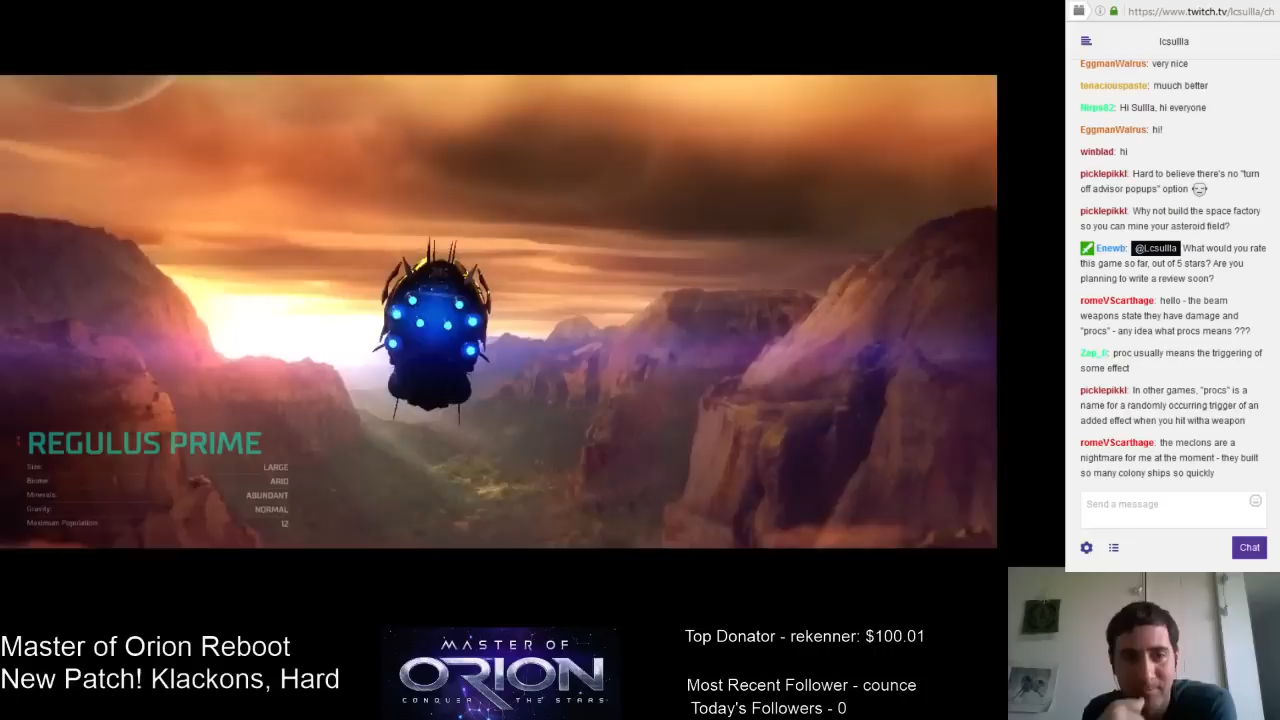 https://www.twitch.tv/lcsullla/ch
lcsullla
EggmanWalrus: very nice
tenaciouspaste: muuch better
Nirps82: Hi Sullla, hi everyone
EggmanWalrus: hi!
winblad: hi
picklepikkl: Hard to believe there's no "turn
off advisor popups" option
picklepikkl: Why not build the space factory
so you can mine your asteroid field?
Enewb: @Lcsullla What would you rate
this game so far, out of 5 stars? Are you
planning to write a review soon?
romeVScarthage: hello - the beam
weapons state they have damage and
"procs" - any idea what procs means ???
proc usually means the triggering of
some effect
picklepikkl: In other games, "procs" is a
name for a randomly occurring trigger of an
added effect when you hit witha weapon
romeVScarthage: the meclons are a
nightmare for me at the moment - they built
so many colony ships so quickly
Send a message
Chat
REGULUS PRIME
Size: LARGE
Biome: ARID
Minerals: ABUNDANT
Gravity: NORMAL
Maximum Population: 12
Master of Orion Reboot
New Patch! Klackons, Hard
MASTER OF
ORION
CONQUER THE STARS
Top Donator - rekenner: $100.01
Most Recent Follower - counce
Today's Followers - 0